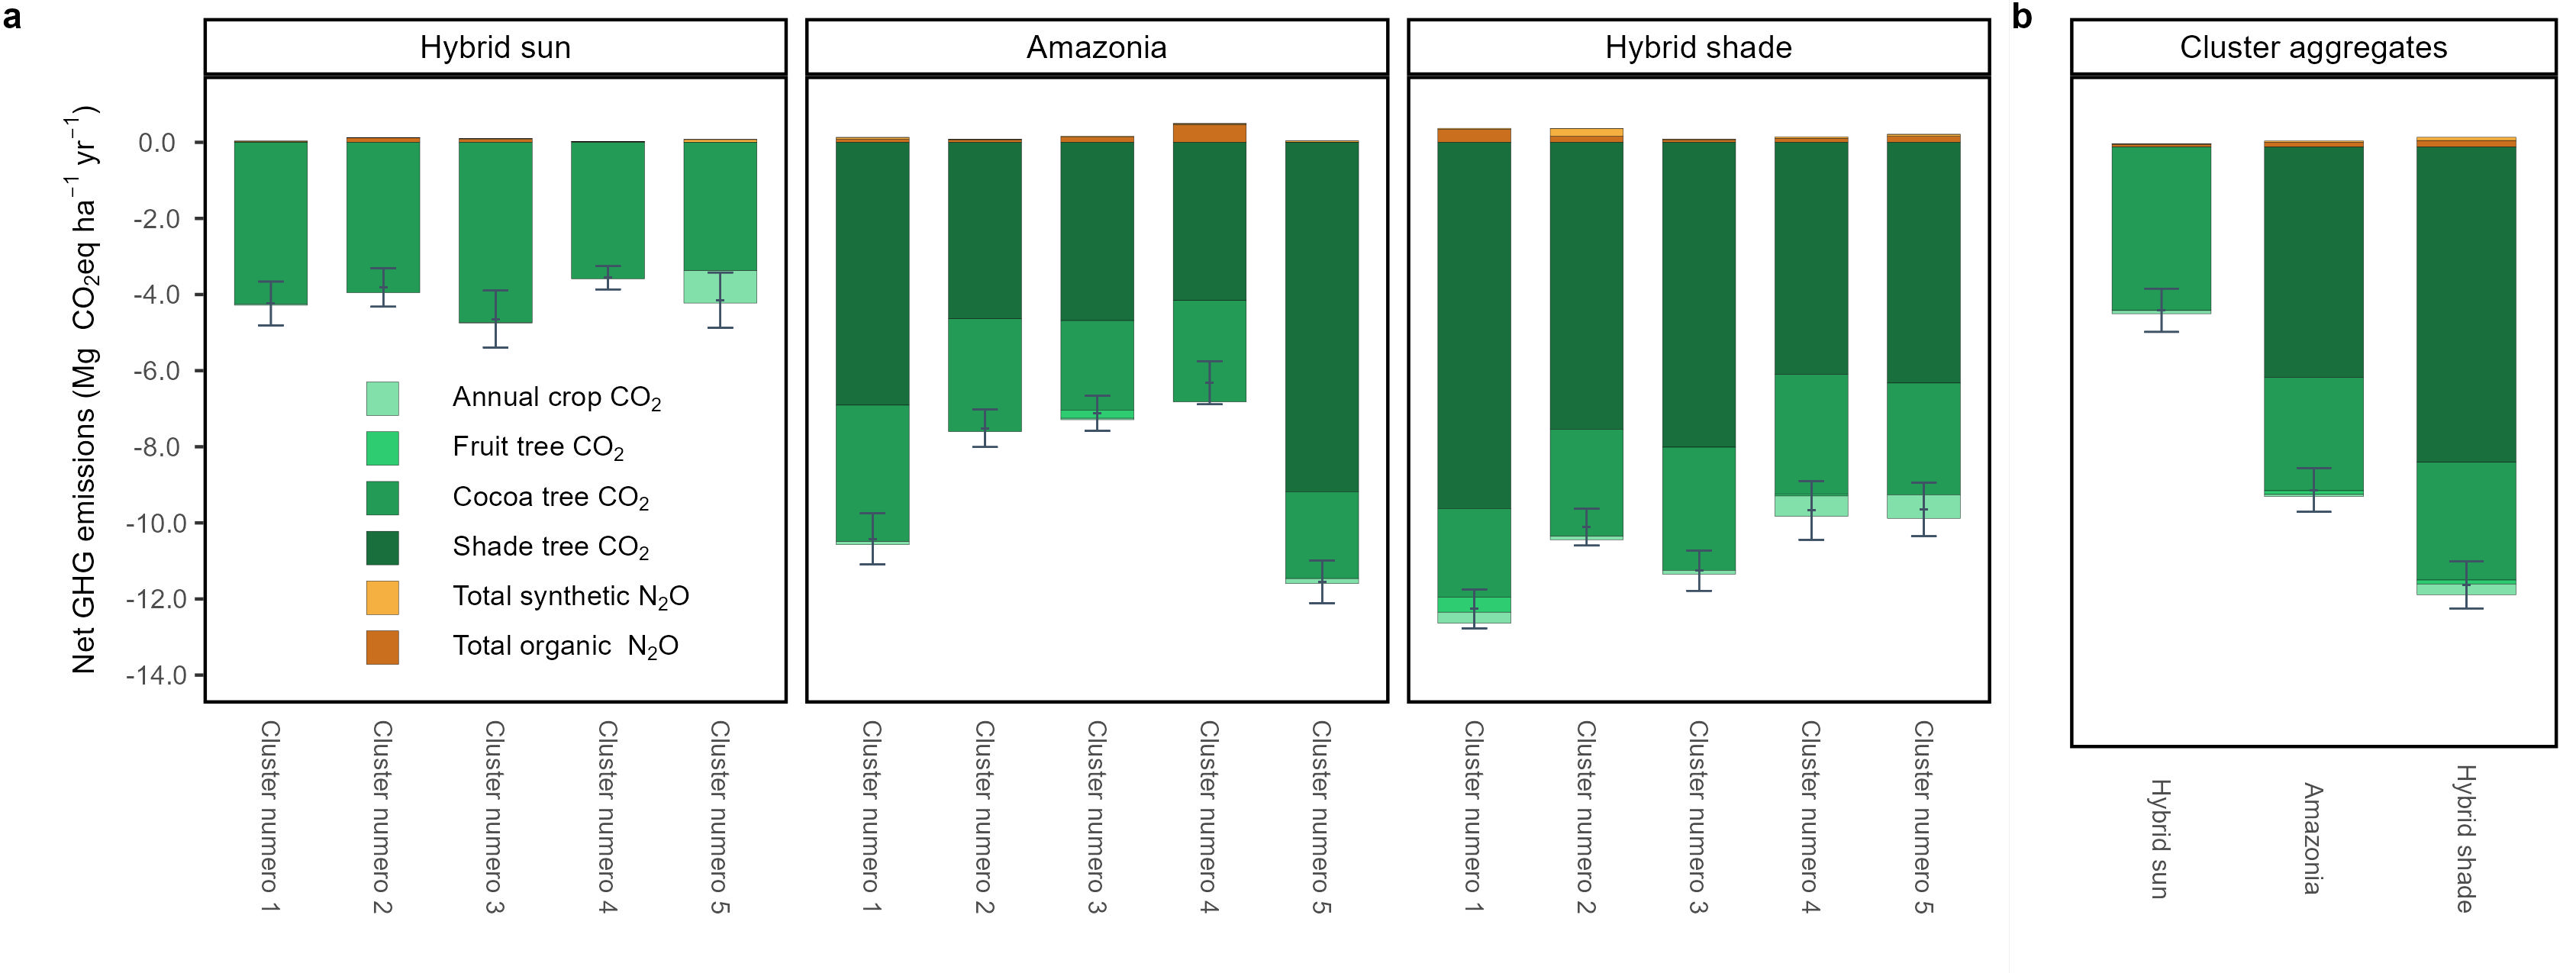 a
Hybrid sun
Amazonia
Hybrid shade
b
Cluster aggregates
Net GHG emissions (Mg CO₂eq ha⁻¹ yr⁻¹)
0.0
-2.0
-4.0
-6.0
-8.0
-10.0
-12.0
-14.0
Annual crop CO₂
Fruit tree CO₂
Cocoa tree CO₂
Shade tree CO₂
Total synthetic N₂O
Total organic N₂O
Cluster numero 1
Cluster numero 2
Cluster numero 3
Cluster numero 4
Cluster numero 5
Cluster numero 1
Cluster numero 2
Cluster numero 3
Cluster numero 4
Cluster numero 5
Cluster numero 1
Cluster numero 2
Cluster numero 3
Cluster numero 4
Cluster numero 5
Hybrid sun
Amazonia
Hybrid shade